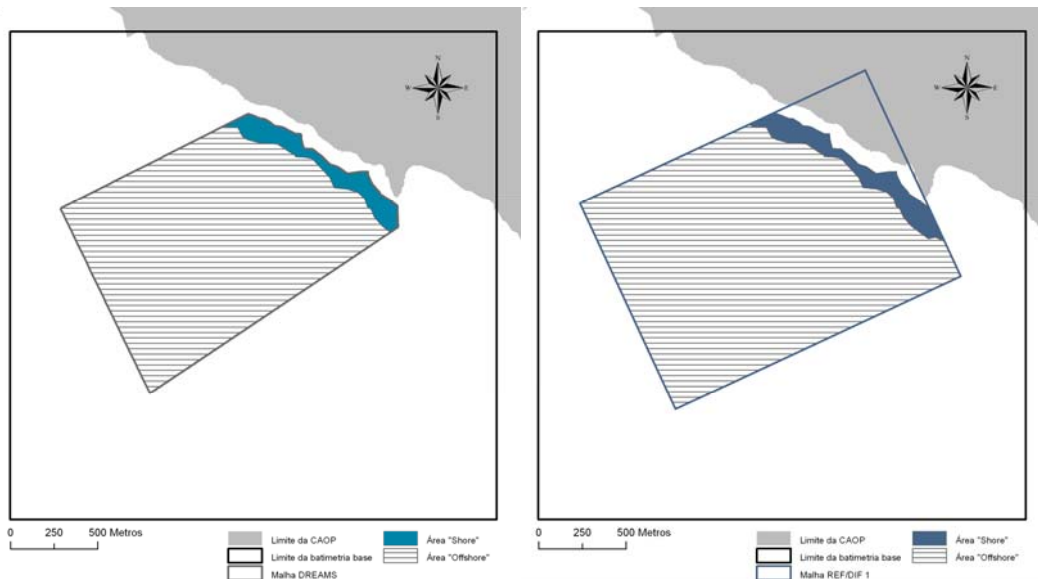 N
W E
S
0 250 500 Metros
Limite da CAOP
Área "Shore"
Limite da batimetria base
Área "Offshore"
Malha DREAMS
N
W E
S
0 250 500 Metros
Limite da CAOP
Área "Shore"
Limite da batimetria base
Área "Offshore"
Malha REF/DIF 1